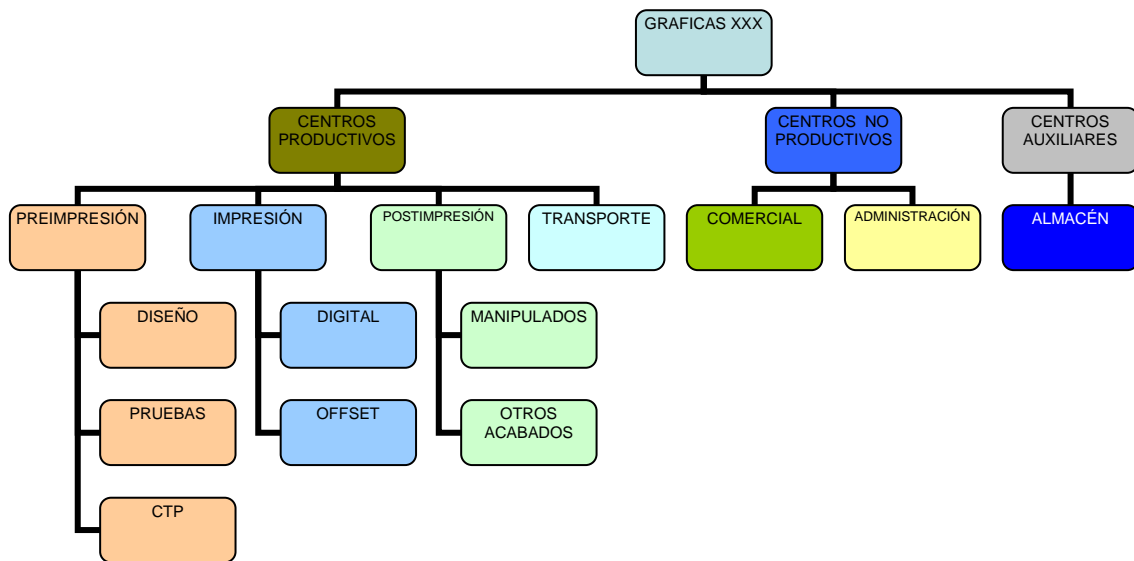 GRAFICAS XXX
CENTROS
PRODUCTIVOS
CENTROS NO
PRODUCTIVOS
CENTROS
AUXILIARES
PREIMPRESIÓN
IMPRESIÓN
POSTIMPRESIÓN
TRANSPORTE
COMERCIAL
ADMINISTRACIÓN
ALMACÉN
DISEÑO
DIGITAL
MANIPULADOS
PRUEBAS
OFFSET
OTROS
ACABADOS
CTP